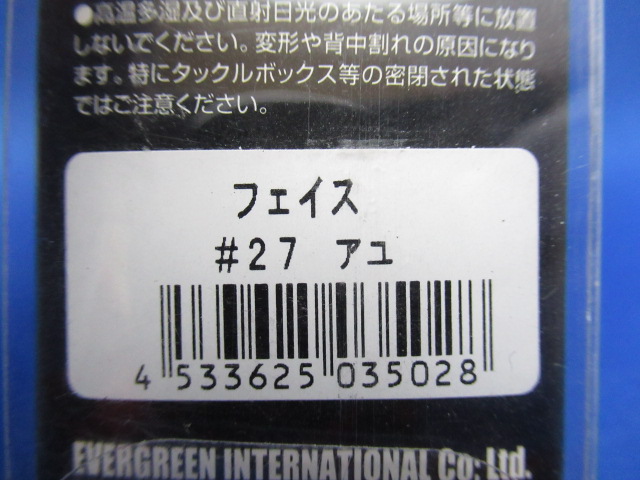 ●高温多湿及び直射日光のあたる場所等に放置
しないでください。変形や背中割れの原因になり
ます。特にタックルボックス等の密閉された状態
ではご注意ください。
フェイス
#27 アユ
4 533625 035028
EVERGREEN INTERNATIONAL CO; Ltd.